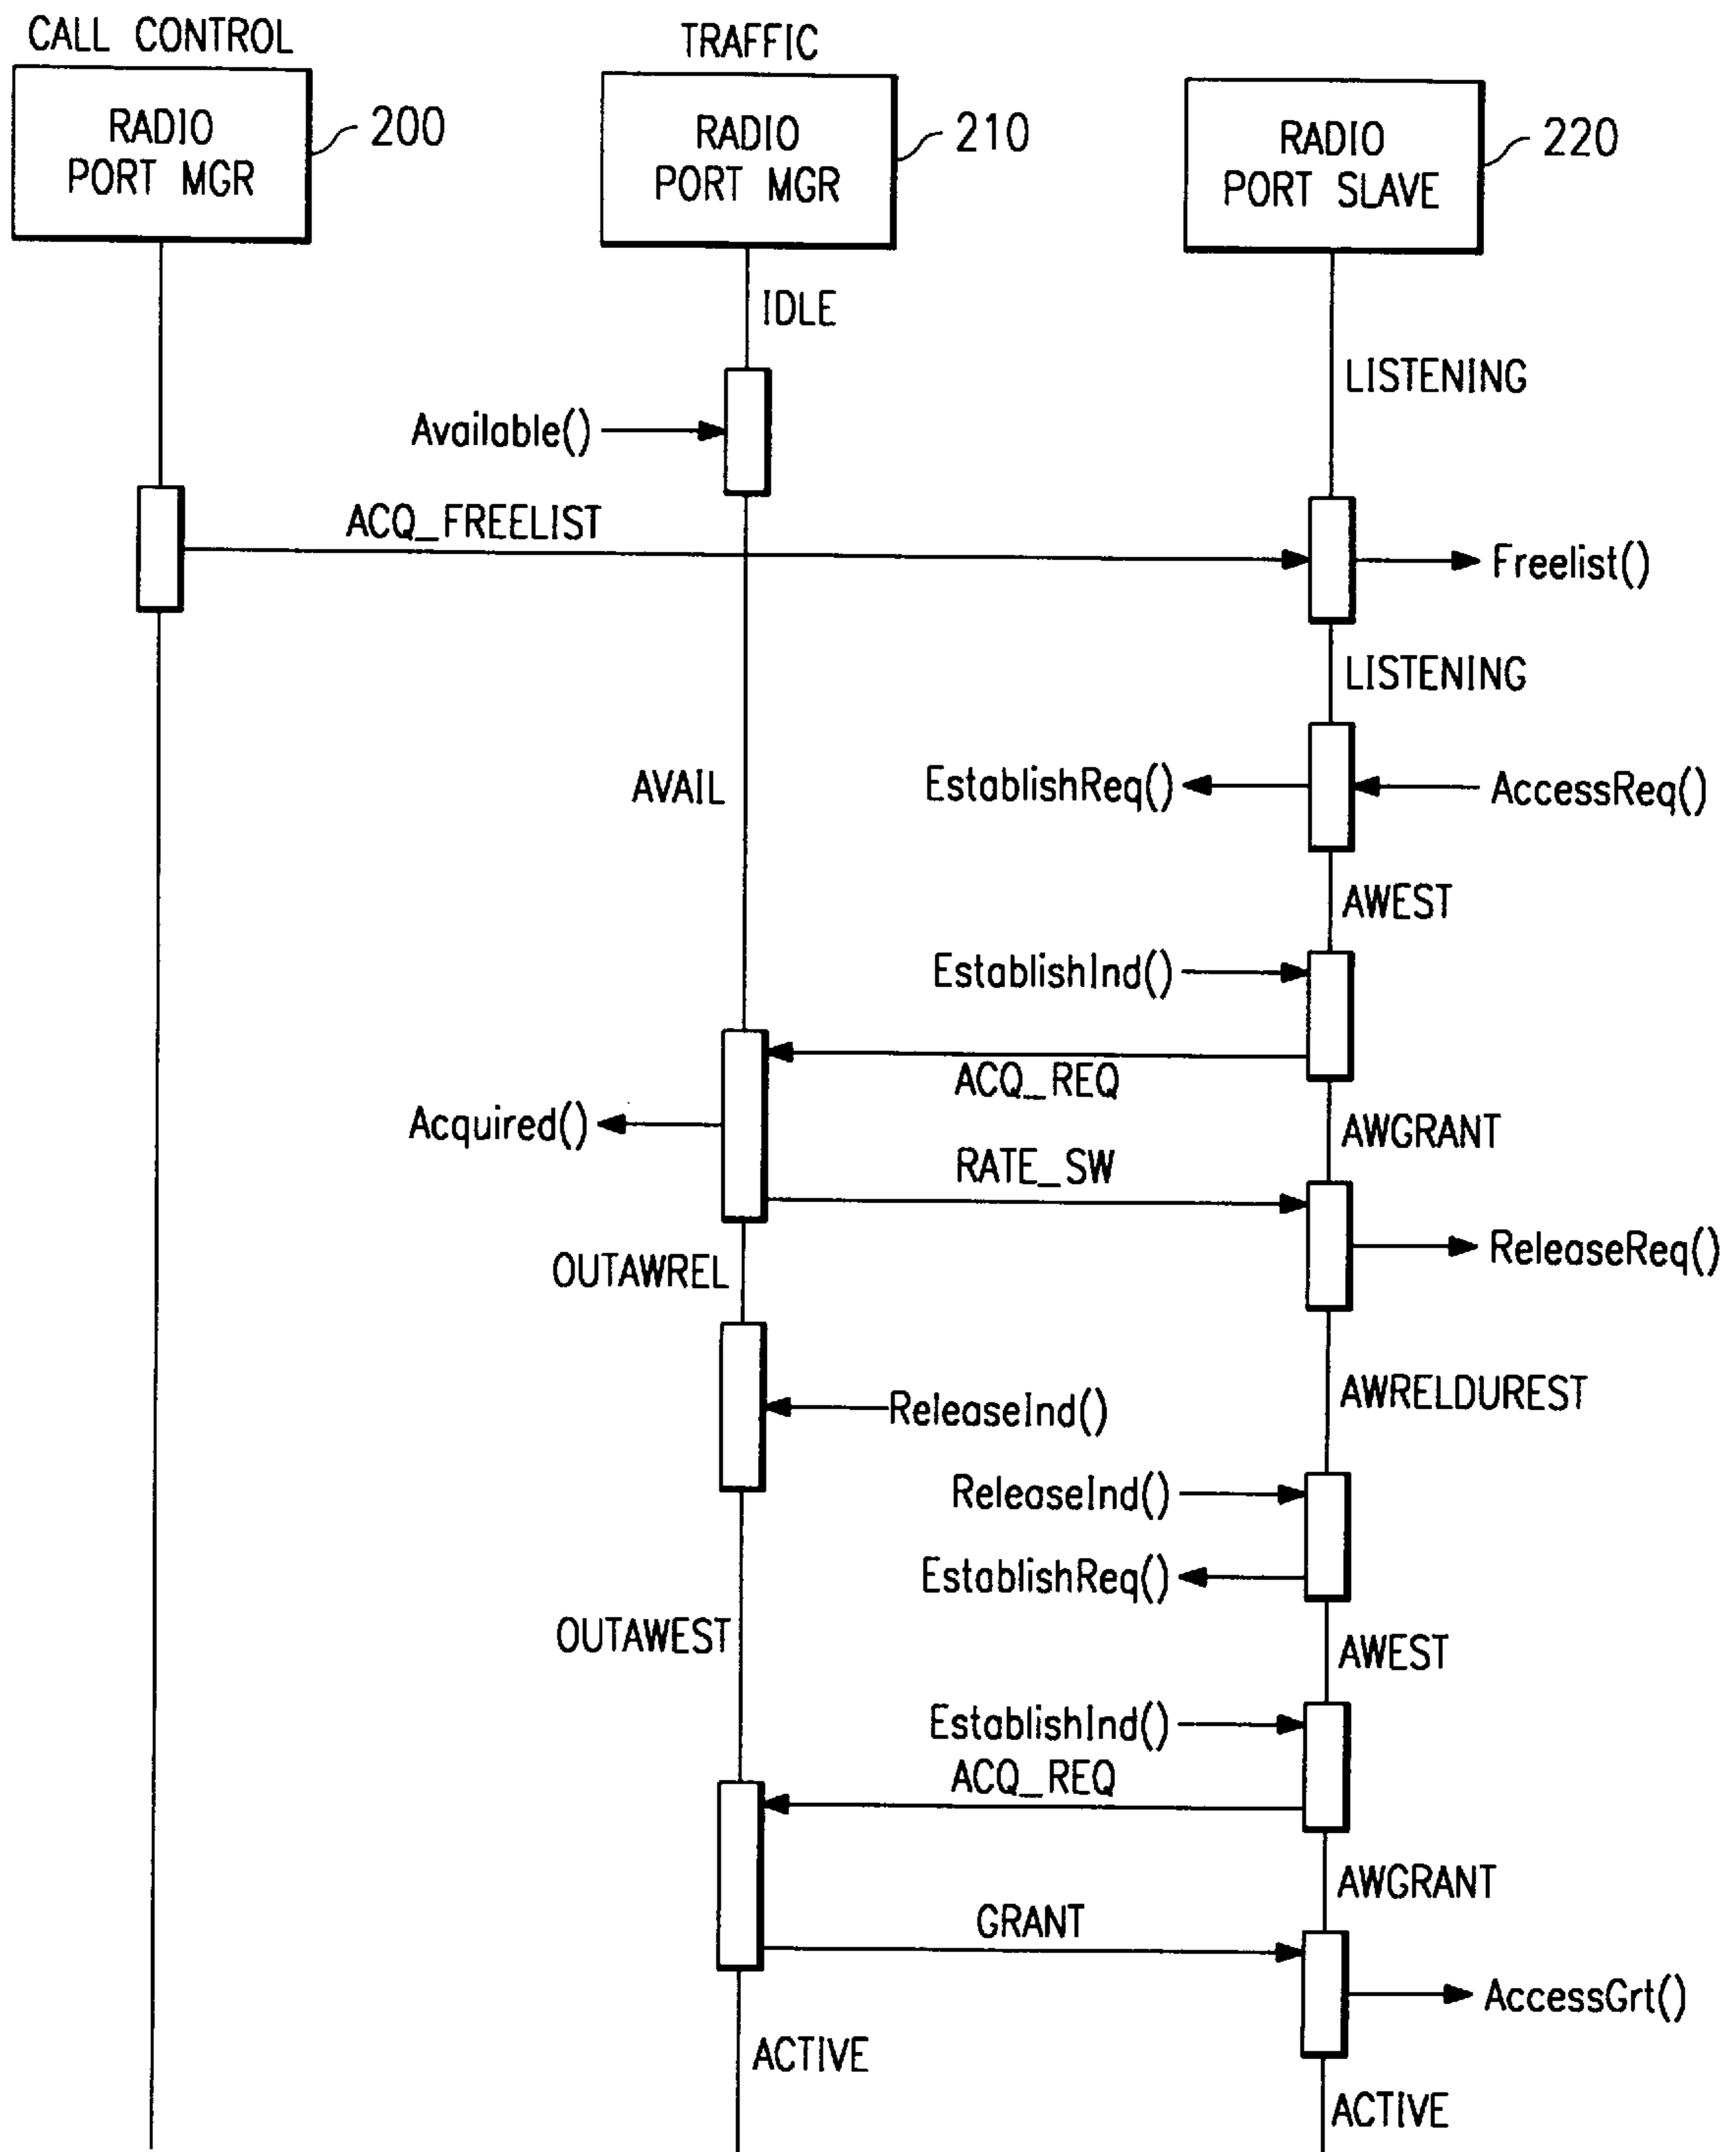 CALL CONTROL
TRAFFIC
RADIO
PORT MGR
200
RADIO
PORT MGR
210
RADIO
PORT SLAVE
220
IDLE
LISTENING
Available()
ACQ_FREELIST
Freelist()
LISTENING
AVAIL
EstablishReq()
AccessReq()
AWEST
EstablishInd()
ACQ_REQ
Acquired()
AWGRANT
RATE_SW
ReleaseReq()
OUTAWREL
AWRELDUREST
ReleaseInd()
ReleaseInd()
EstablishReq()
OUTAWEST
AWEST
EstablishInd()
ACQ_REQ
AWGRANT
GRANT
AccessGrt()
ACTIVE
ACTIVE